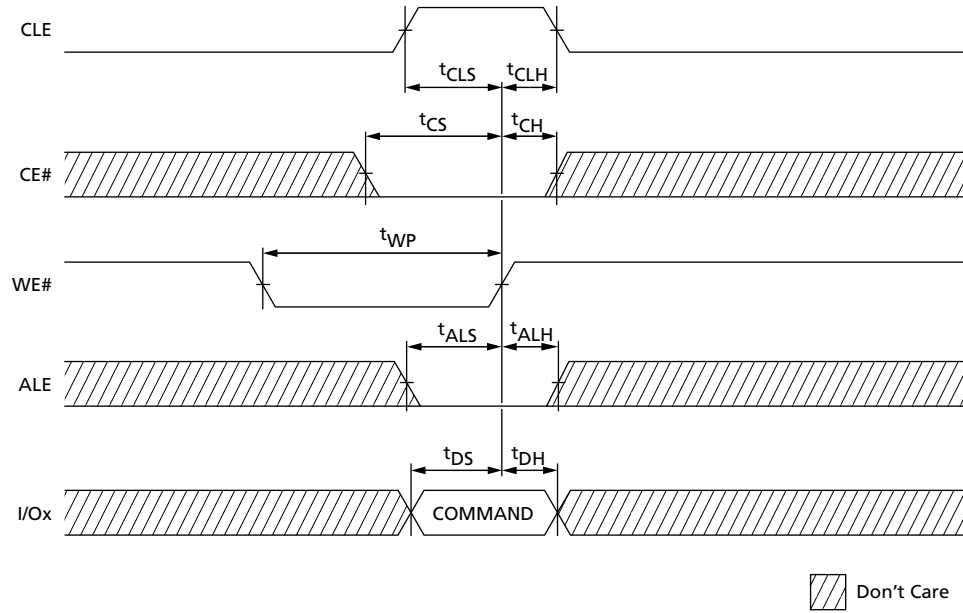 CLE
tCLS
tCLH
tCS
tCH
CE#
tWP
WE#
tALS
tALH
ALE
tDS
tDH
I/Ox
COMMAND
Don't Care